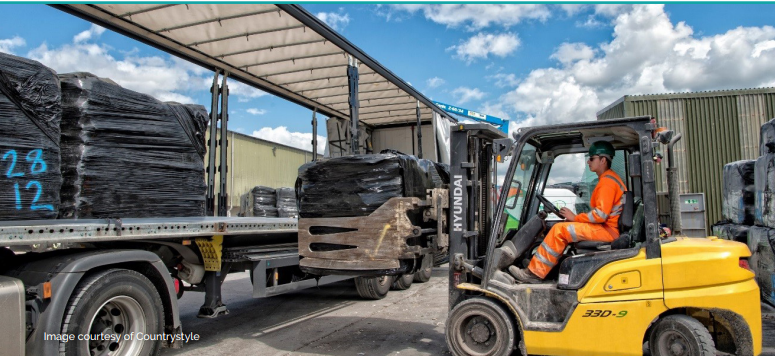 28
12
HYUNDAI
33D-9
Image courtesy of Countrystyle